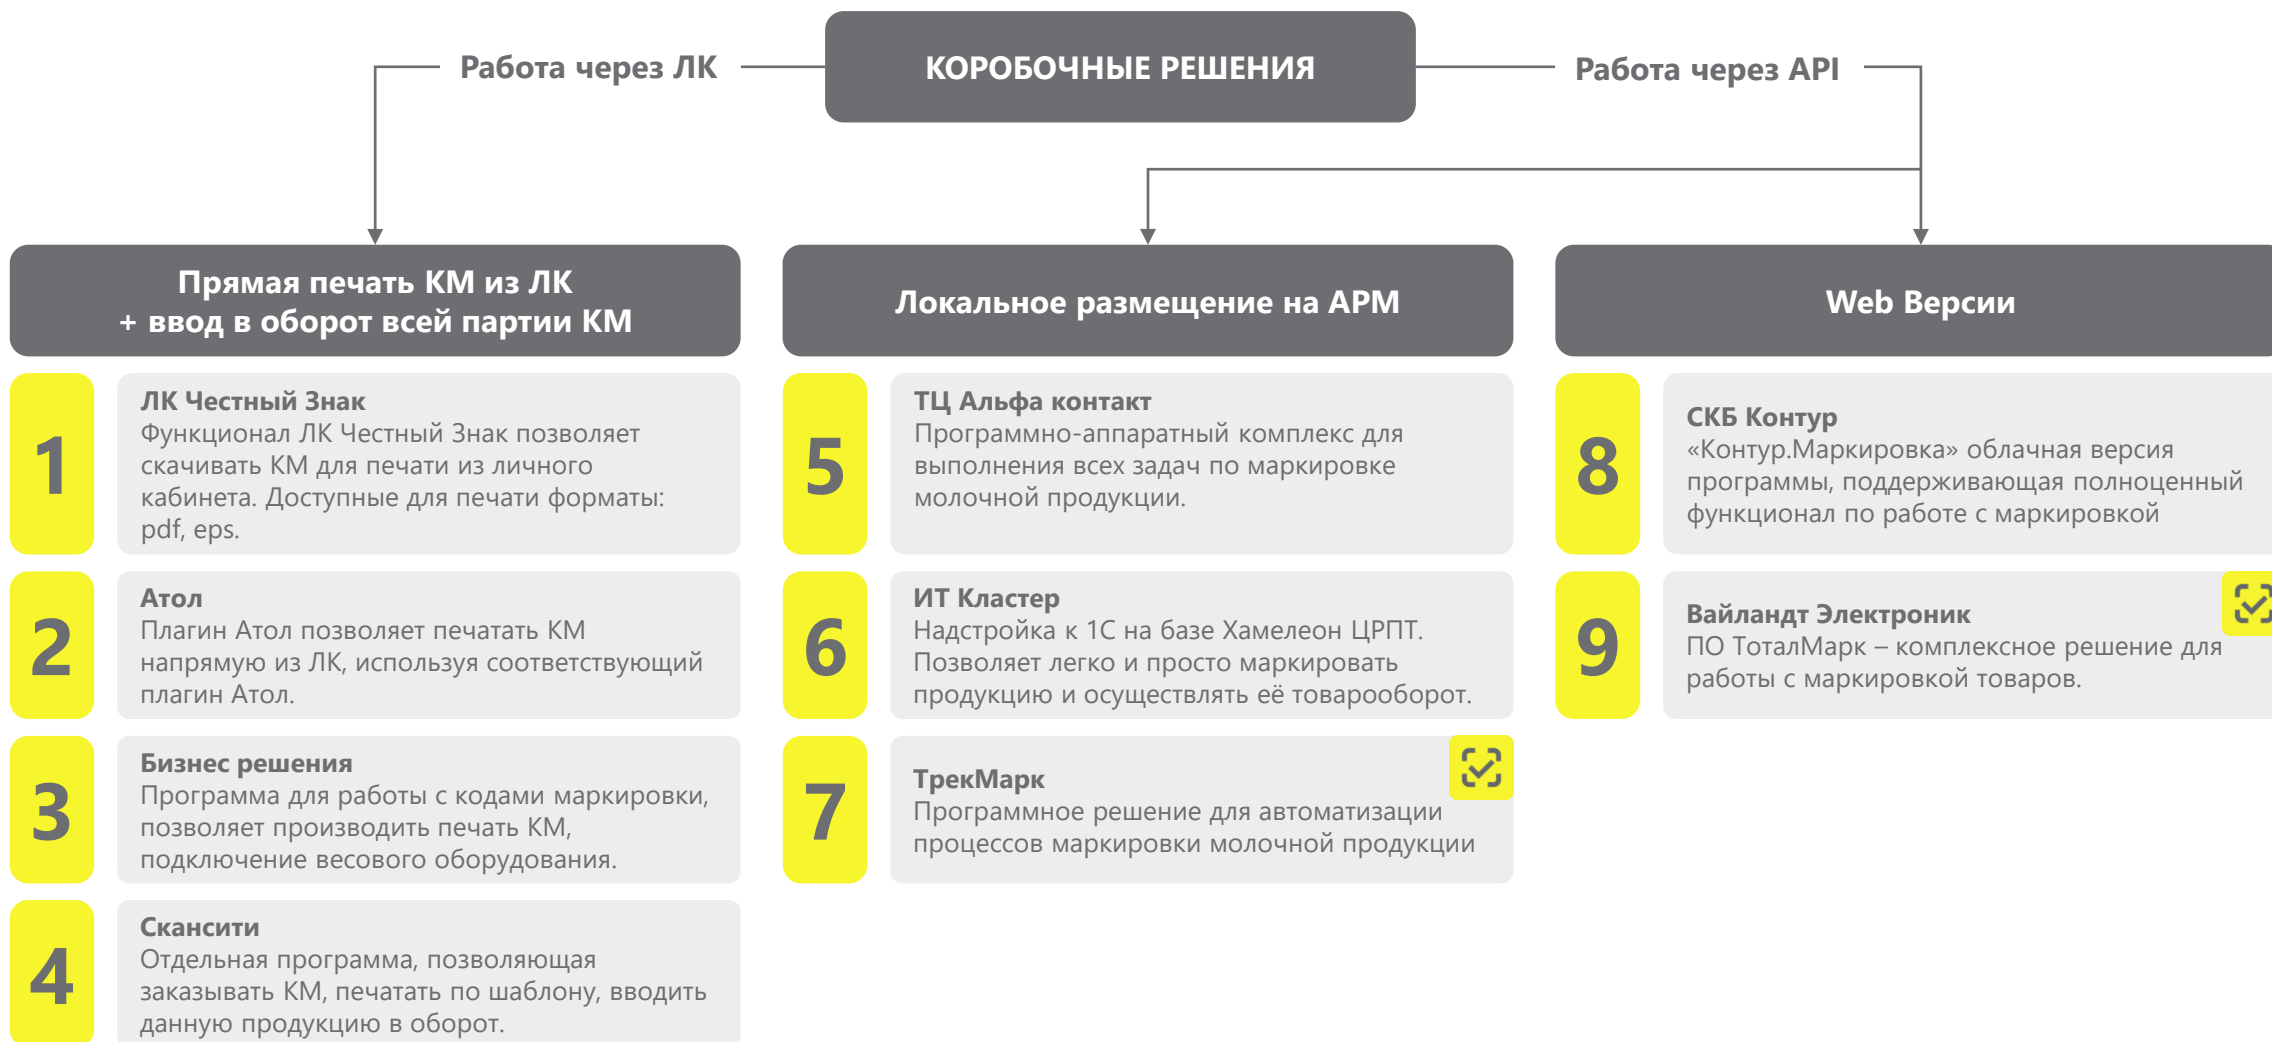 Работа через ЛК
КОРОБОЧНЫЕ РЕШЕНИЯ
Работа через API
Прямая печать КМ из ЛК
+ ввод в оборот всей партии КМ
1
ЛК Честный Знак
Функционал ЛК Честный Знак позволяет
скачивать КМ для печати из личного
кабинета. Доступные для печати форматы:
pdf, eps.
2
Атол
Плагин Атол позволяет печатать КМ
напрямую из ЛК, используя соответствующий
плагин Атол.
3
Бизнес решения
Программа для работы с кодами маркировки,
позволяет производить печать КМ,
подключение весового оборудования.
4
Скансити
Отдельная программа, позволяющая
заказывать КМ, печатать по шаблону, вводить
данную продукцию в оборот.
Локальное размещение на АРМ
5
ТЦ Альфа контакт
Программно-аппаратный комплекс для
выполнения всех задач по маркировке
молочной продукции.
6
ИТ Кластер
Надстройка к 1С на базе Хамелеон ЦРПТ.
Позволяет легко и просто маркировать
продукцию и осуществлять её товарооборот.
7
ТрекМарк
Программное решение для автоматизации
процессов маркировки молочной продукции
Web Версии
8
СКБ Контур
«Контур.Маркировка» облачная версия
программы, поддерживающая полноценный
функционал по работе с маркировкой
9
Вайландт Электроник
ПО ТоталМарк – комплексное решение для
работы с маркировкой товаров.